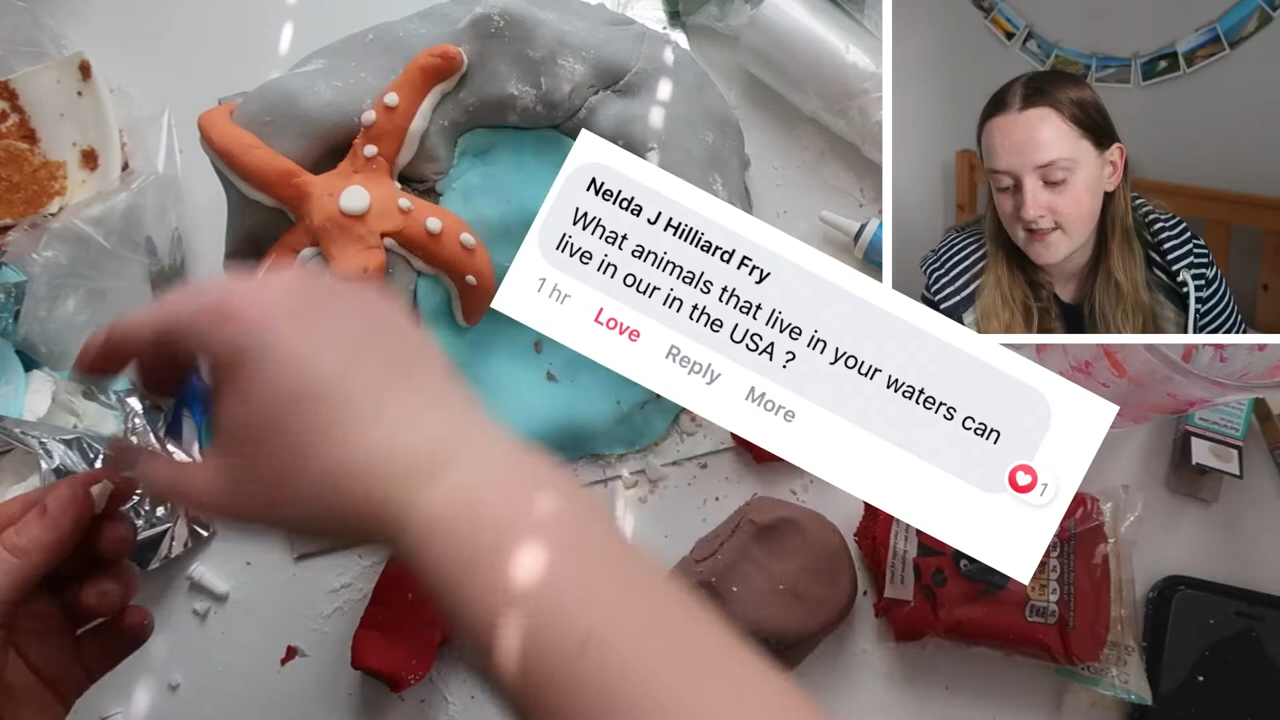 Nelda J Hilliard Fry
What animals that live in your waters can
live in our in the USA ?
1 hr Love Reply More
1